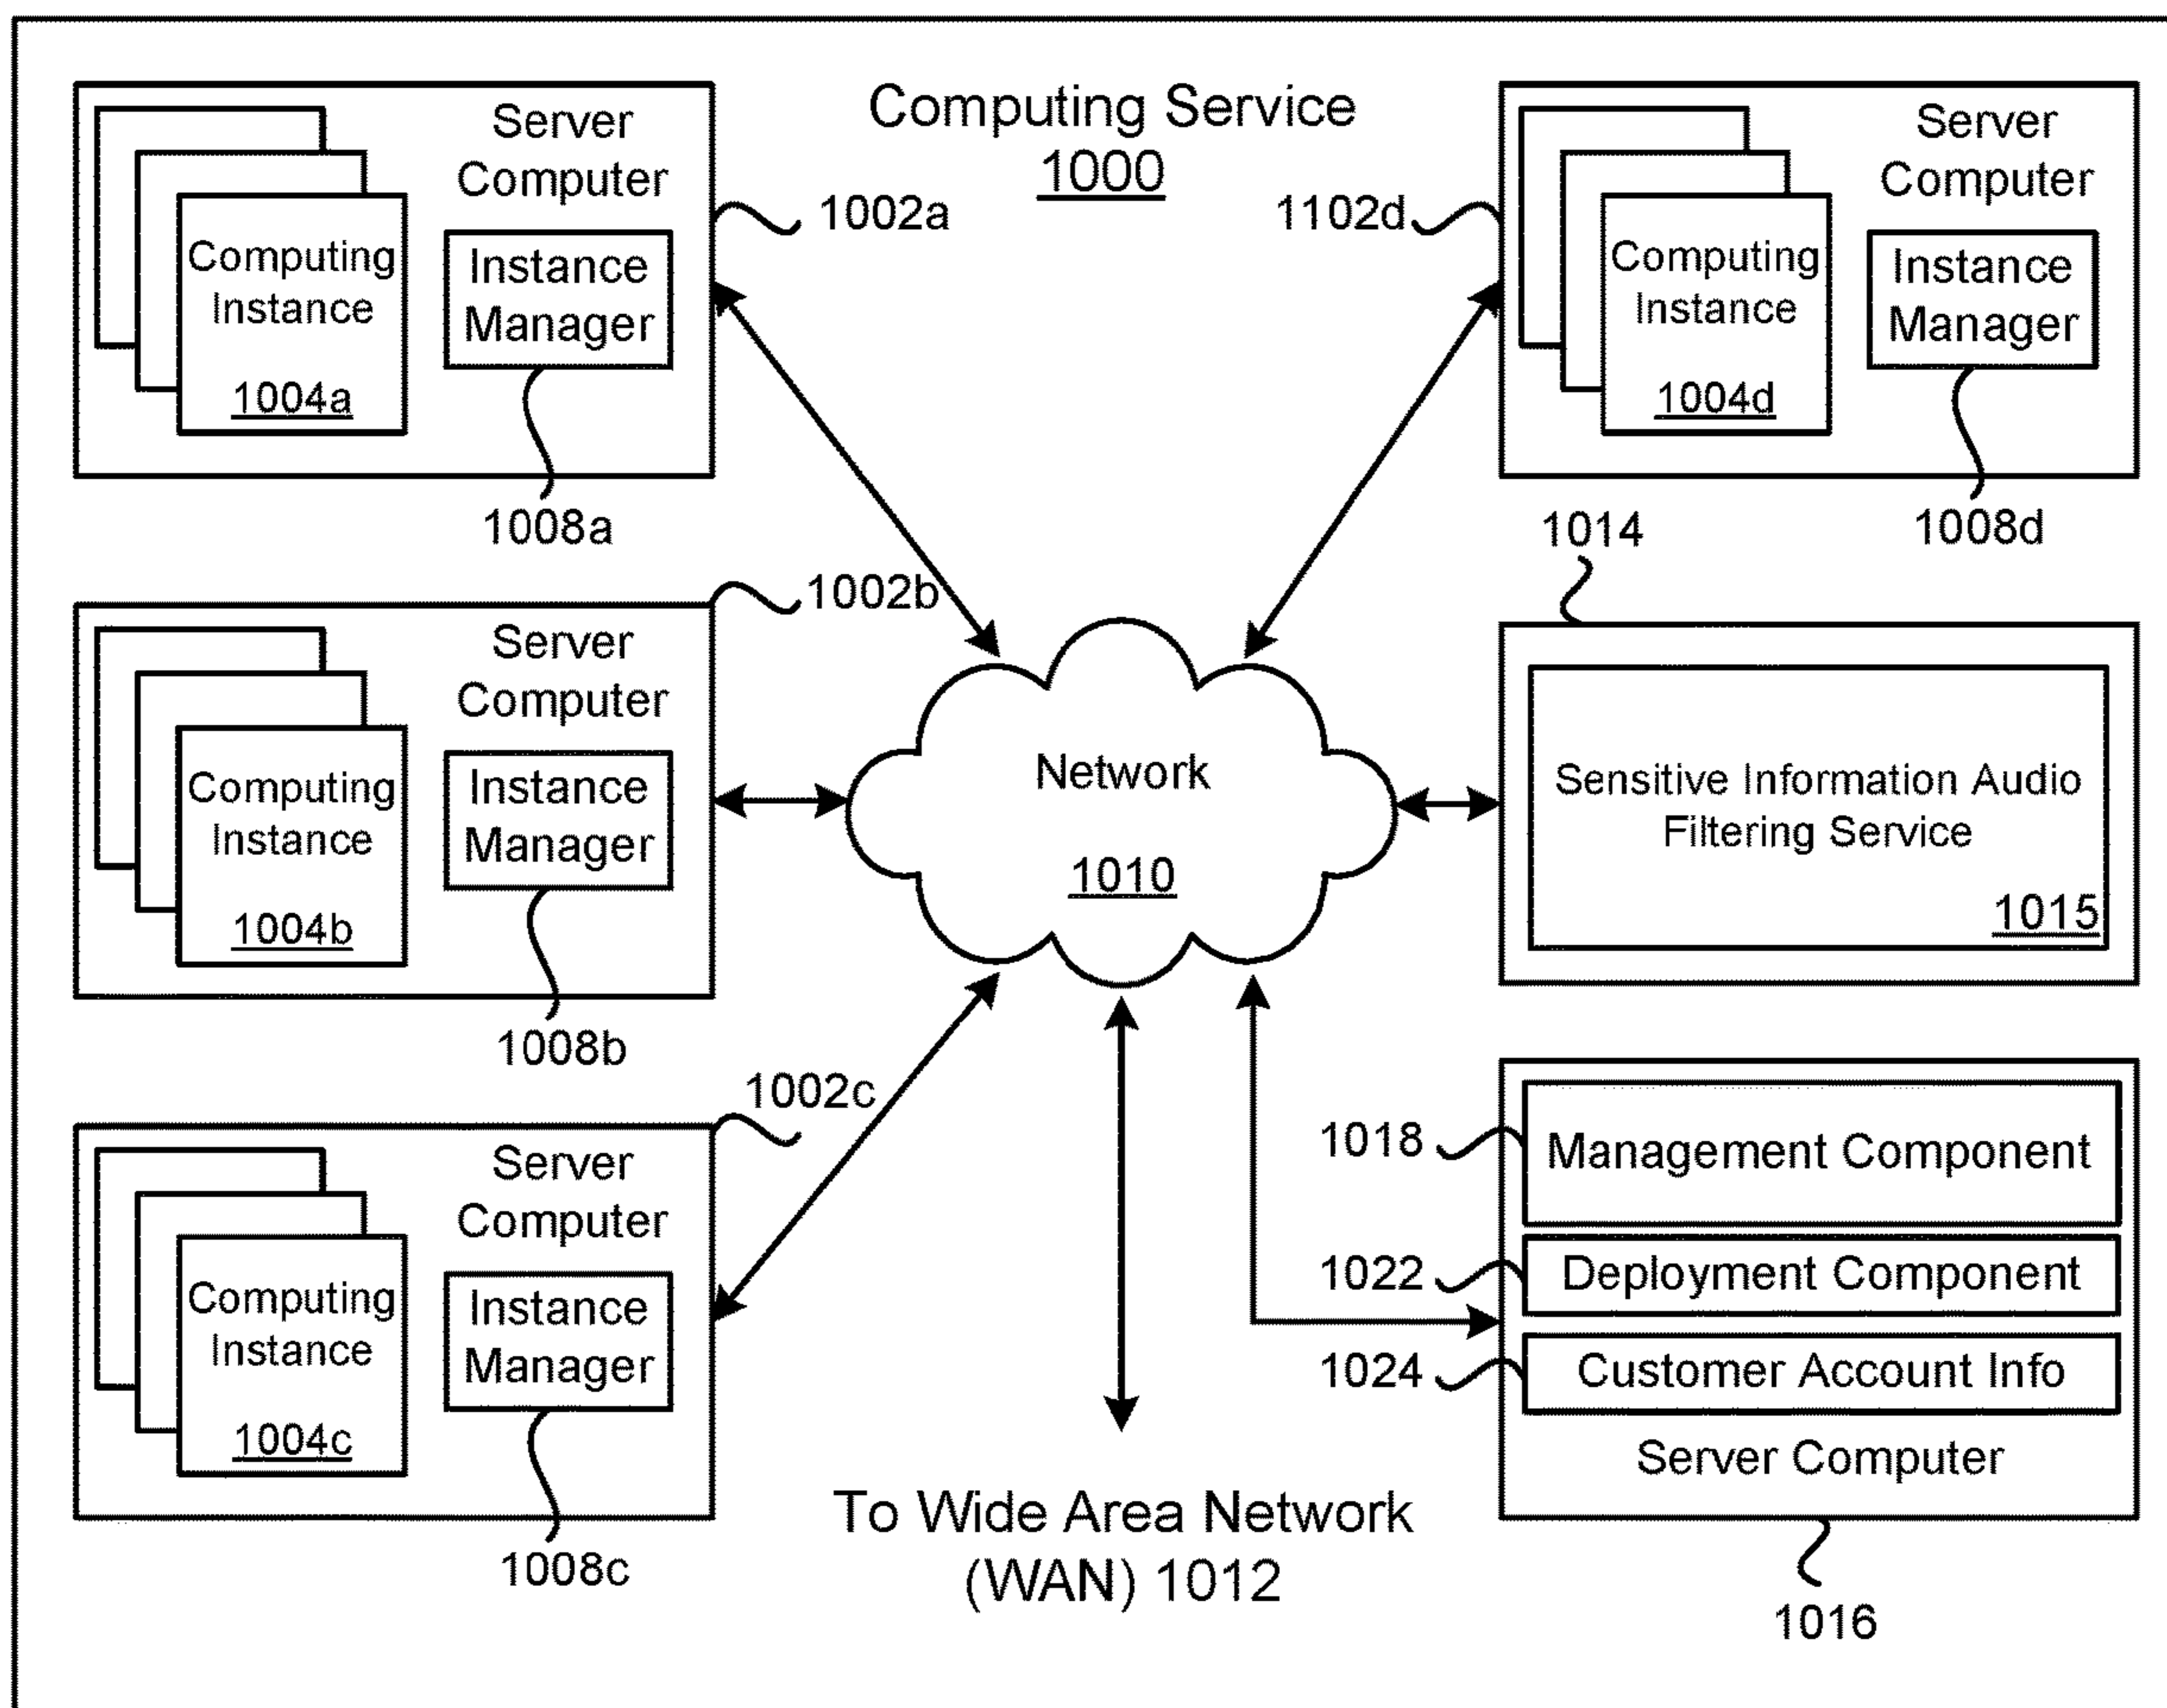 Computing Service
1000
Server
Computer
1002a
Computing
Instance
1004a
Instance
Manager
1008a
Server
Computer
1102d
Computing
Instance
1004d
Instance
Manager
1008d
Server
Computer
1002b
Computing
Instance
1004b
Instance
Manager
1008b
Network
1010
1014
Sensitive Information Audio
Filtering Service
1015
Server
Computer
1002c
Computing
Instance
1004c
Instance
Manager
1008c
To Wide Area Network
(WAN) 1012
1018
Management Component
1022
Deployment Component
1024
Customer Account Info
Server Computer
1016